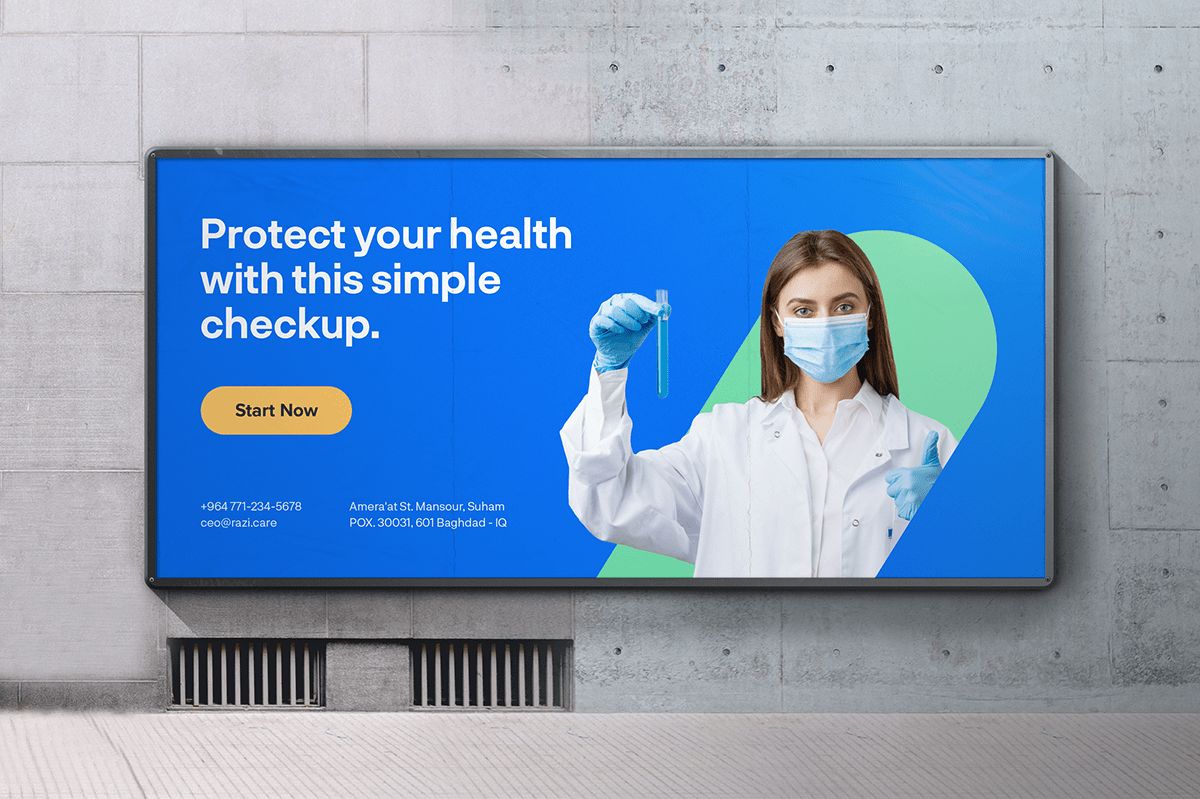 Protect your health
with this simple
checkup.
Start Now
+964 771-234-5678
ceo@razi.care
Amera'at St. Mansour, Suham
POX. 30031, 601 Baghdad - IQ